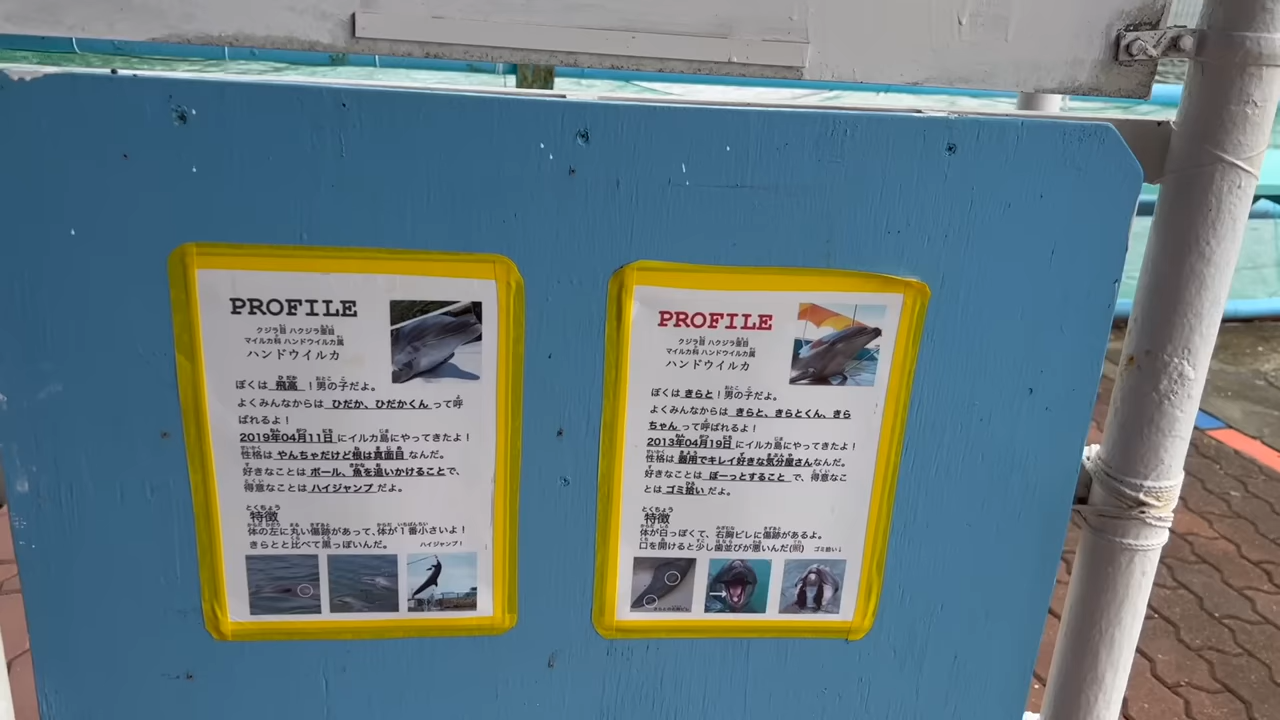 PROFILE
クジラ目 ハクジラ亜目
マイルカ科 ハンドウイルカ属
ハンドウイルカ
ぼくは 飛高 !男の子だよ。
よくみんなからは ひだか、ひだかくん って呼
ばれるよ!
2019年04月11日 にイルカ島にやってきたよ!
性格は やんちゃだけど根は真面目 なんだ。
好きなことは ボール、魚を追いかけること で、
得意なことは ハイジャンプ だよ。
特徴
体の左に丸い傷跡があって、体が1番小さいよ!
きらとと比べて黒っぽいんだ。
ハイジャンプ!
PROFILE
クジラ目 ハクジラ亜目
マイルカ科 ハンドウイルカ属
ハンドウイルカ
ぼくは きらと !男の子だよ。
よくみんなからは きらと、きらとくん、きら
ちゃん って呼ばれるよ!
2013年04月19日 にイルカ島にやってきたよ!
性格は 器用でキレイ好きな気分屋さん なんだ。
好きなことは ぼーっとすること で、得意なこ
とは ゴミ拾い だよ。
特徴
体が白っぽくて、右胸ビレに傷跡があるよ。
口を開けると少し歯並びが悪いんだ(照)
ゴミ拾い↓